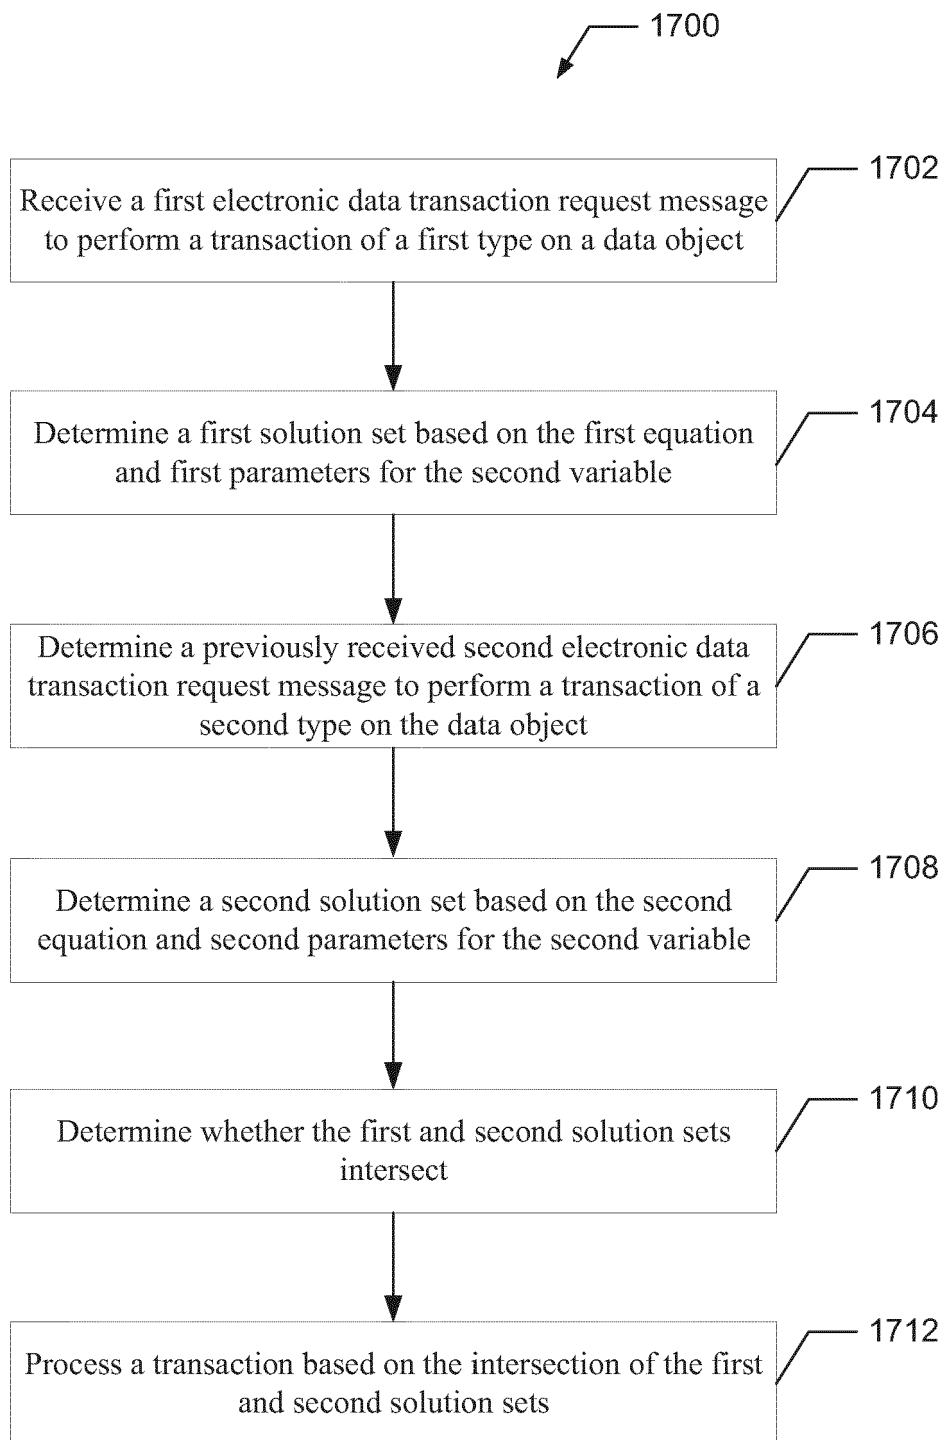 1700
1702
Receive a first electronic data transaction request message
to perform a transaction of a first type on a data object
1704
Determine a first solution set based on the first equation
and first parameters for the second variable
1706
Determine a previously received second electronic data
transaction request message to perform a transaction of a
second type on the data object
1708
Determine a second solution set based on the second
equation and second parameters for the second variable
1710
Determine whether the first and second solution sets
intersect
1712
Process a transaction based on the intersection of the first
and second solution sets